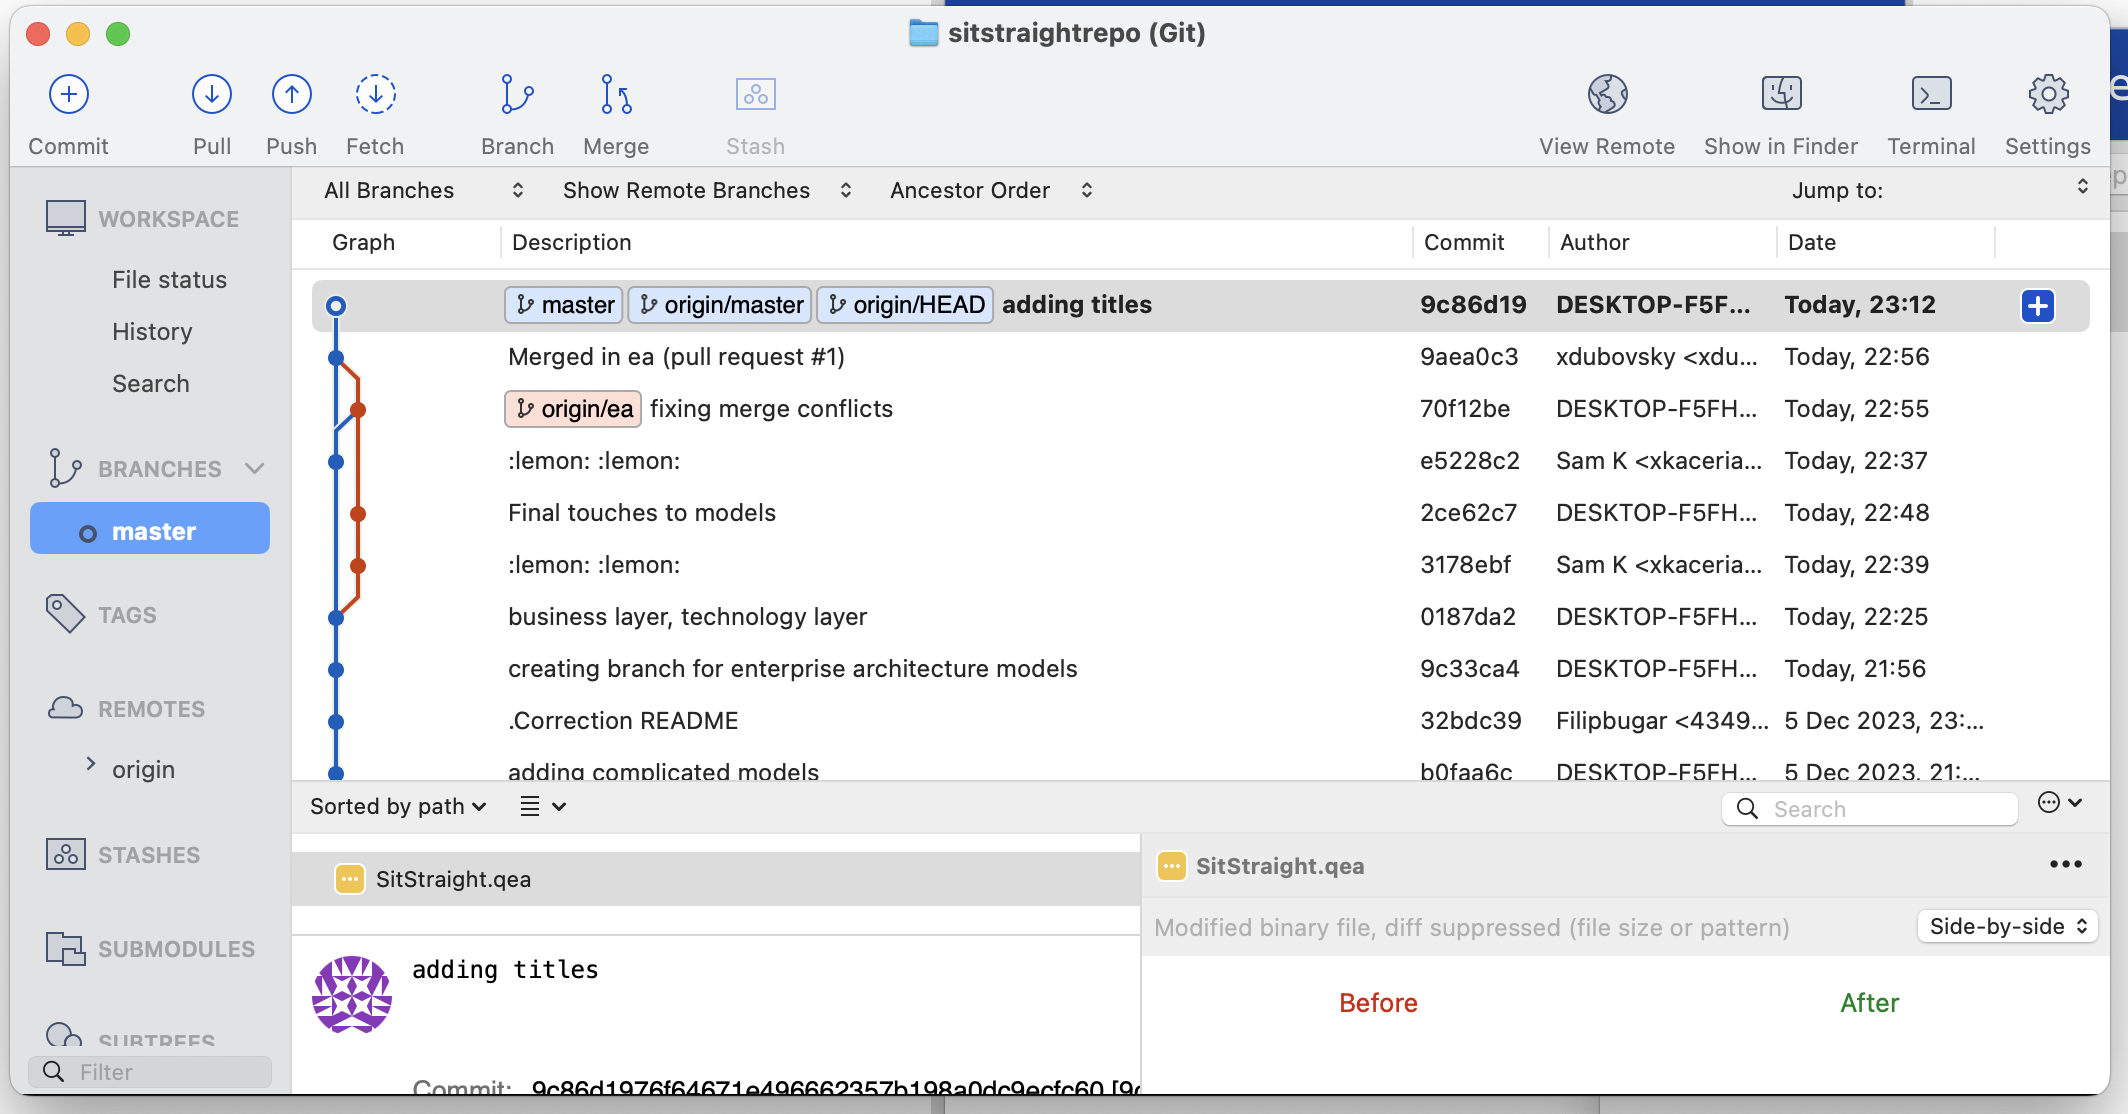 sitstraightrepo (Git)
Commit Pull Push Fetch Branch Merge Stash View Remote Show in Finder Terminal Settings
WORKSPACE
File status
History
Search
BRANCHES
master
TAGS
REMOTES
origin
STASHES
SUBMODULES
SUBTREES
Filter
All Branches Show Remote Branches Ancestor Order Jump to:
Graph Description Commit Author Date
master origin/master origin/HEAD adding titles 9c86d19 DESKTOP-F5F... Today, 23:12
Merged in ea (pull request #1) 9aea0c3 xdubovsky <xdu... Today, 22:56
origin/ea fixing merge conflicts 70f12be DESKTOP-F5FH... Today, 22:55
:lemon: :lemon: e5228c2 Sam K <xkaceria... Today, 22:37
Final touches to models 2ce62c7 DESKTOP-F5FH... Today, 22:48
:lemon: :lemon: 3178ebf Sam K <xkaceria... Today, 22:39
business layer, technology layer 0187da2 DESKTOP-F5FH... Today, 22:25
creating branch for enterprise architecture models 9c33ca4 DESKTOP-F5FH... Today, 21:56
.Correction README 32bdc39 Filipbugar <4349... 5 Dec 2023, 23:...
adding complicated models b0faa6c DESKTOP-F5FH... 5 Dec 2023, 21:...
Sorted by path Search
SitStraight.qea
adding titles
Commit: 9c86d1976f64671e496662357b198a0dc9ecfc60 [9c
SitStraight.qea
Modified binary file, diff suppressed (file size or pattern) Side-by-side
Before After